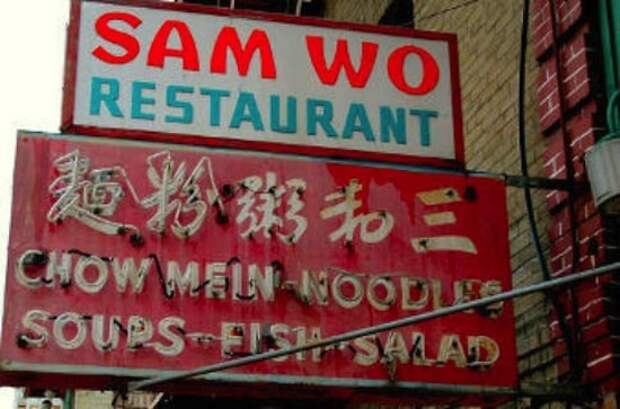 SAM WO
RESTAURANT
三和粥粉麵
CHOW MEIN-NOODLES
SOUPS-FISH-SALAD